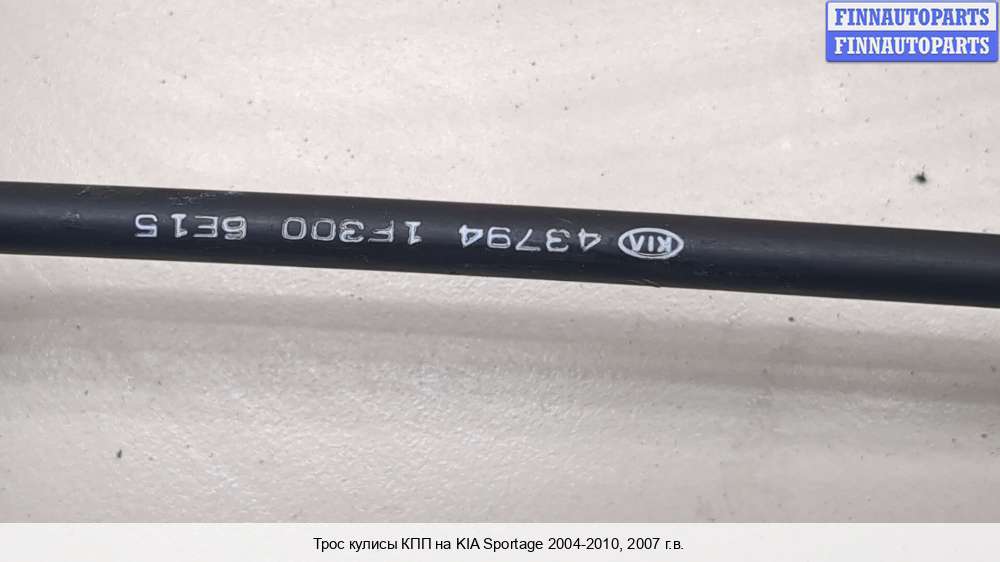 FINNAUTOPARTS
FINNAUTOPARTS
KIA 43794 1F300 6E15
Трос кулисы КПП на KIA Sportage 2004-2010, 2007 г.в.